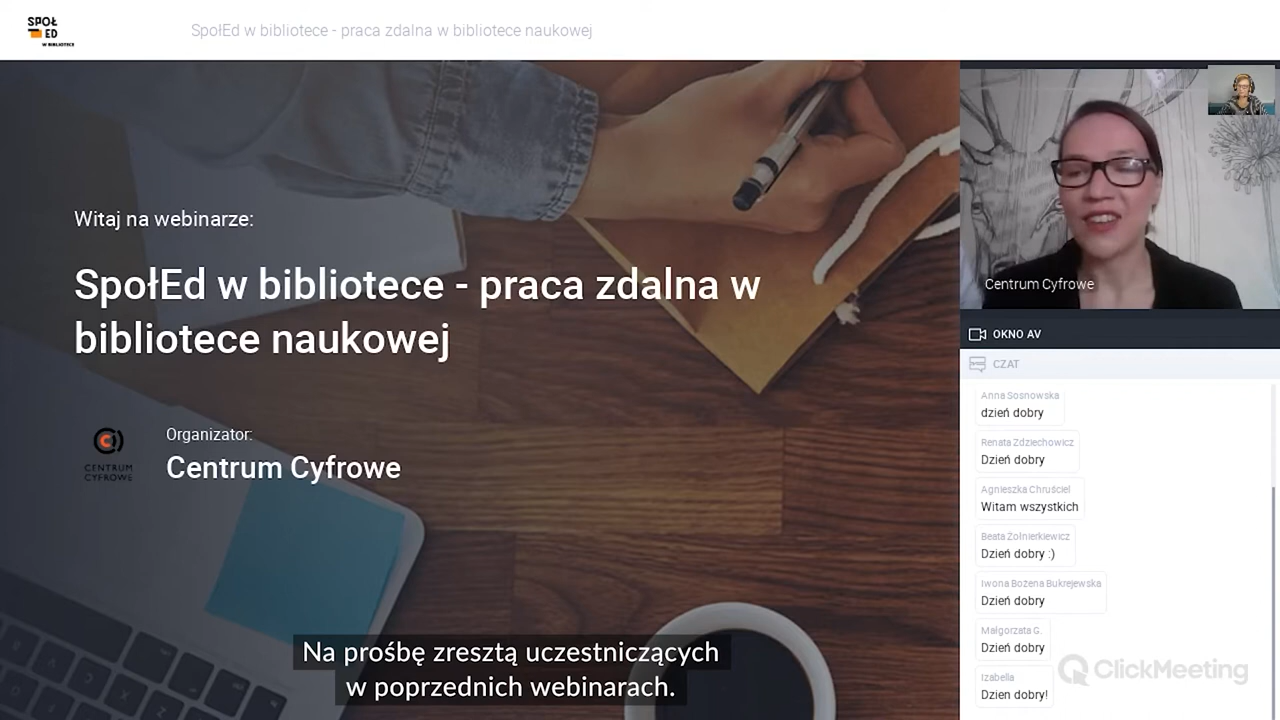 SPOŁ
ED
W BIBLIOTECE
SpołEd w bibliotece - praca zdalna w bibliotece naukowej
Witaj na webinarze:
SpołEd w bibliotece - praca zdalna w
bibliotece naukowej
CENTRUM
CYFROWE
Organizator:
Centrum Cyfrowe
Na prośbę zresztą uczestniczących
w poprzednich webinarach.
Centrum Cyfrowe
OKNO AV
CZAT
Anna Sosnowska
dzień dobry
Renata Zdziechowicz
Dzień dobry
Agnieszka Chruściel
Witam wszystkich
Beata Żołnierkiewicz
Dzień dobry :)
Iwona Bożena Bukrejewska
Dzień dobry
Małgorzata G.
Dzień dobry
Izabella
Dzien dobry!
ClickMeeting